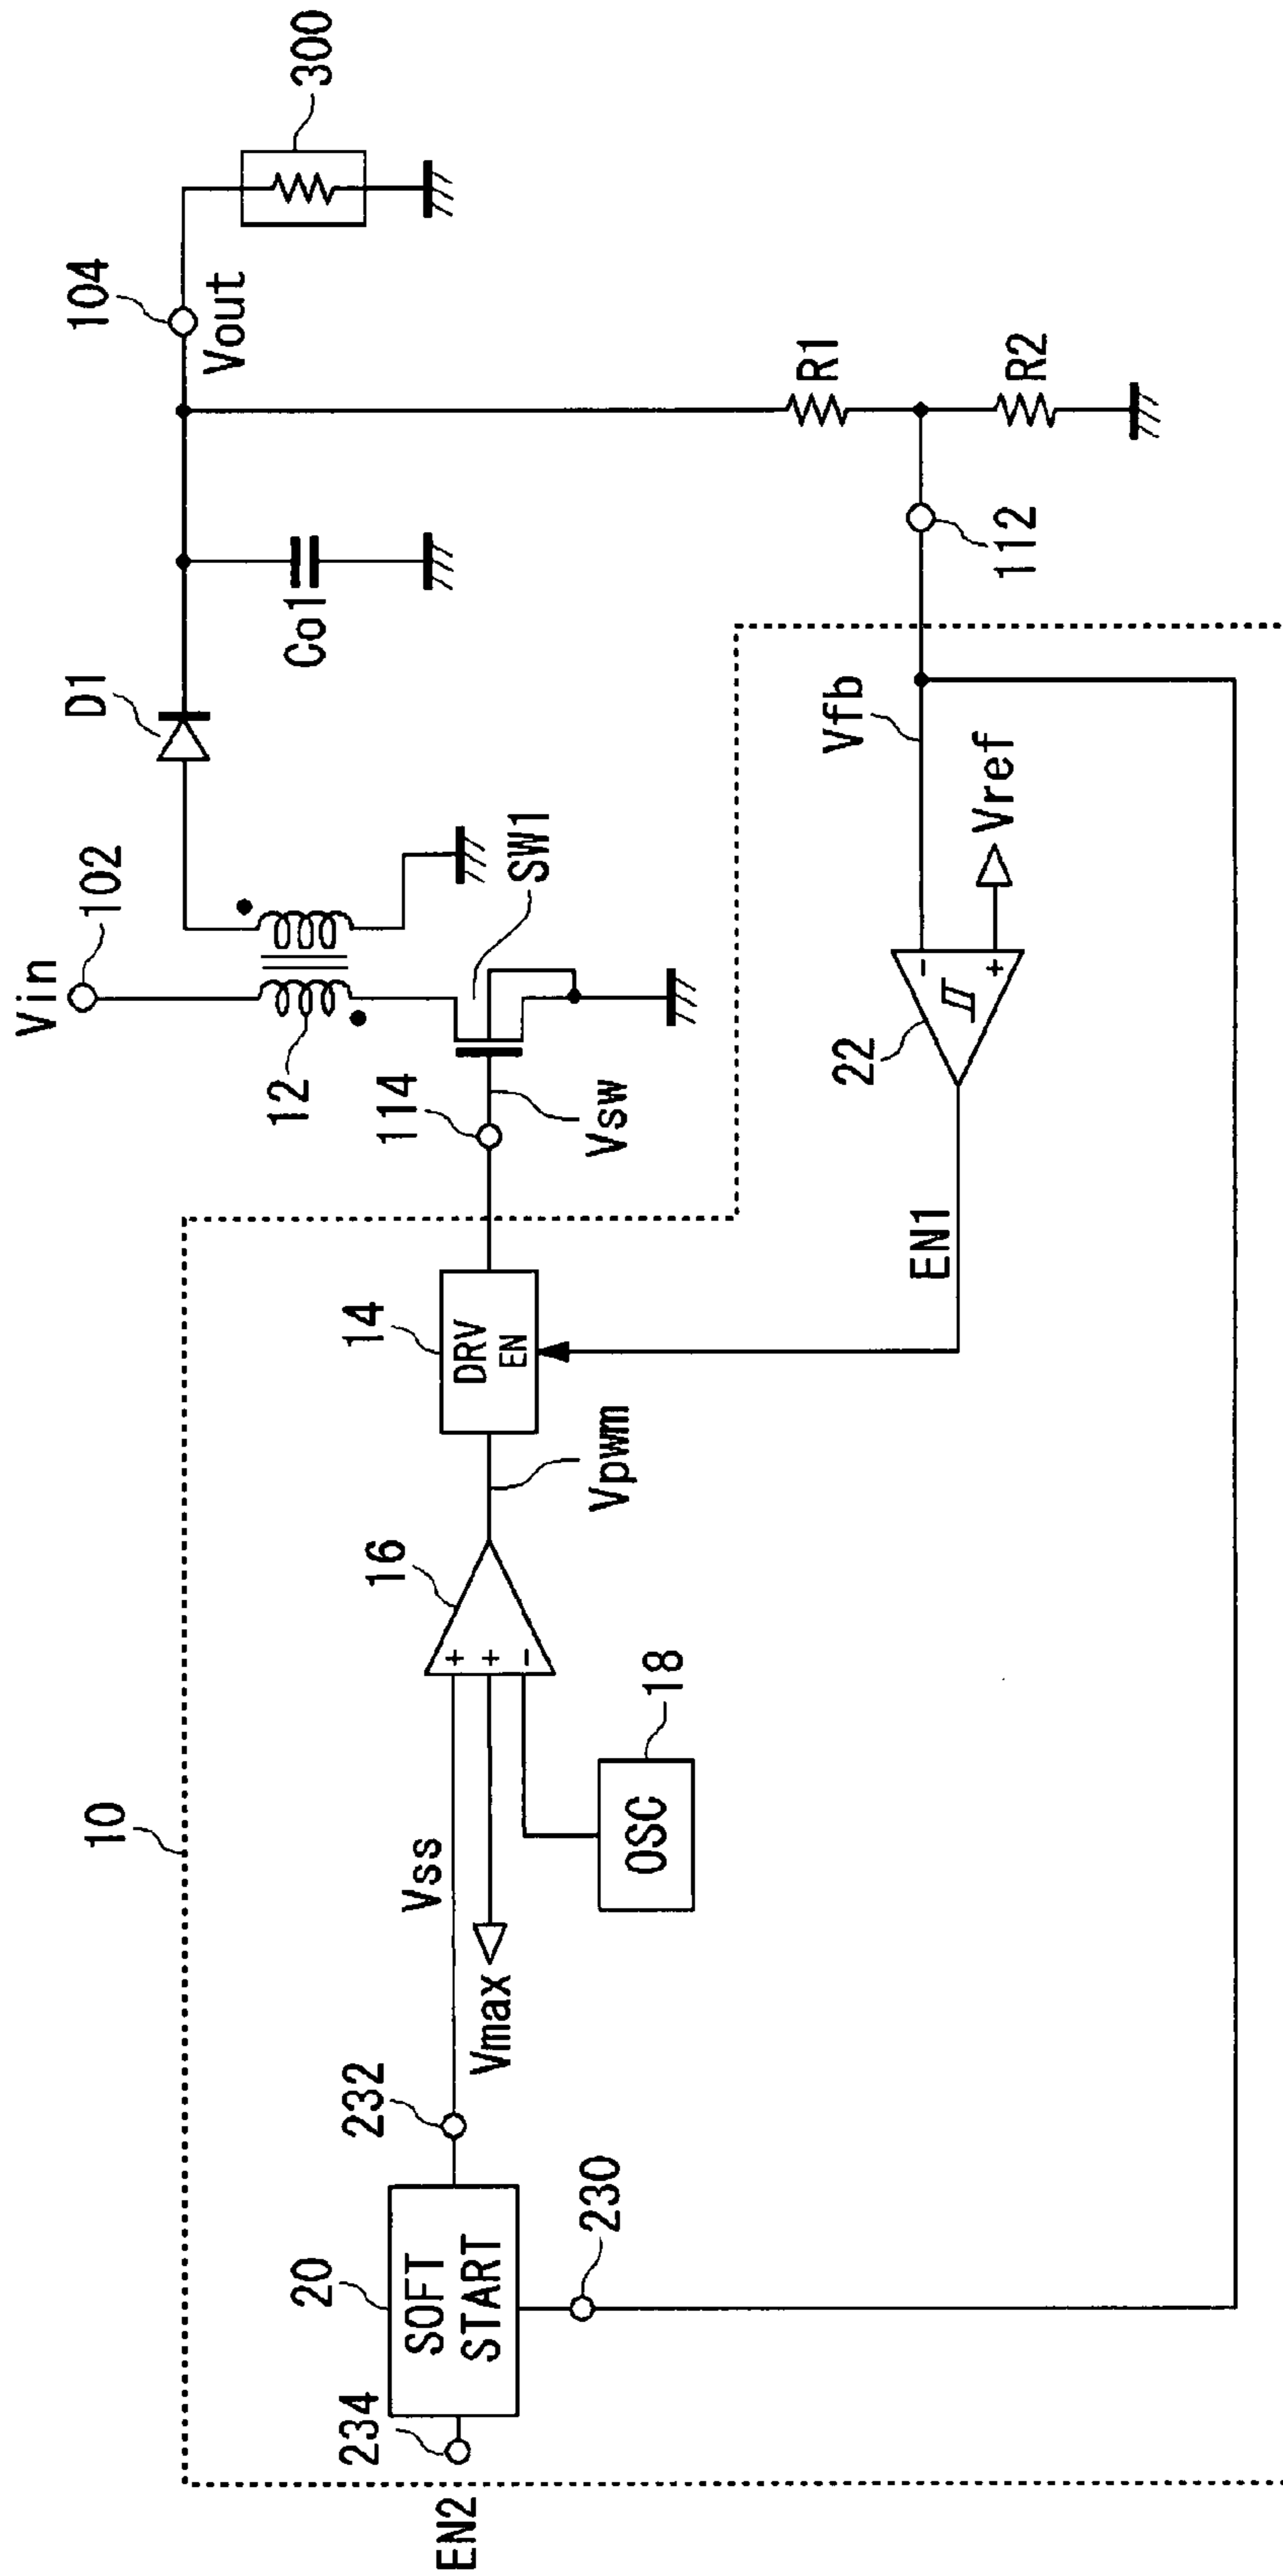 10
Vin
102
D1
104
Vout
300
12
Co1
SW1
114
Vsw
R1
R2
112
Vfb
Vref
-
+
22
EN1
14
DRV
EN
Vpwm
16
+
+
-
Vss
Vmax
18
OSC
232
20
SOFT
START
230
234
EN2